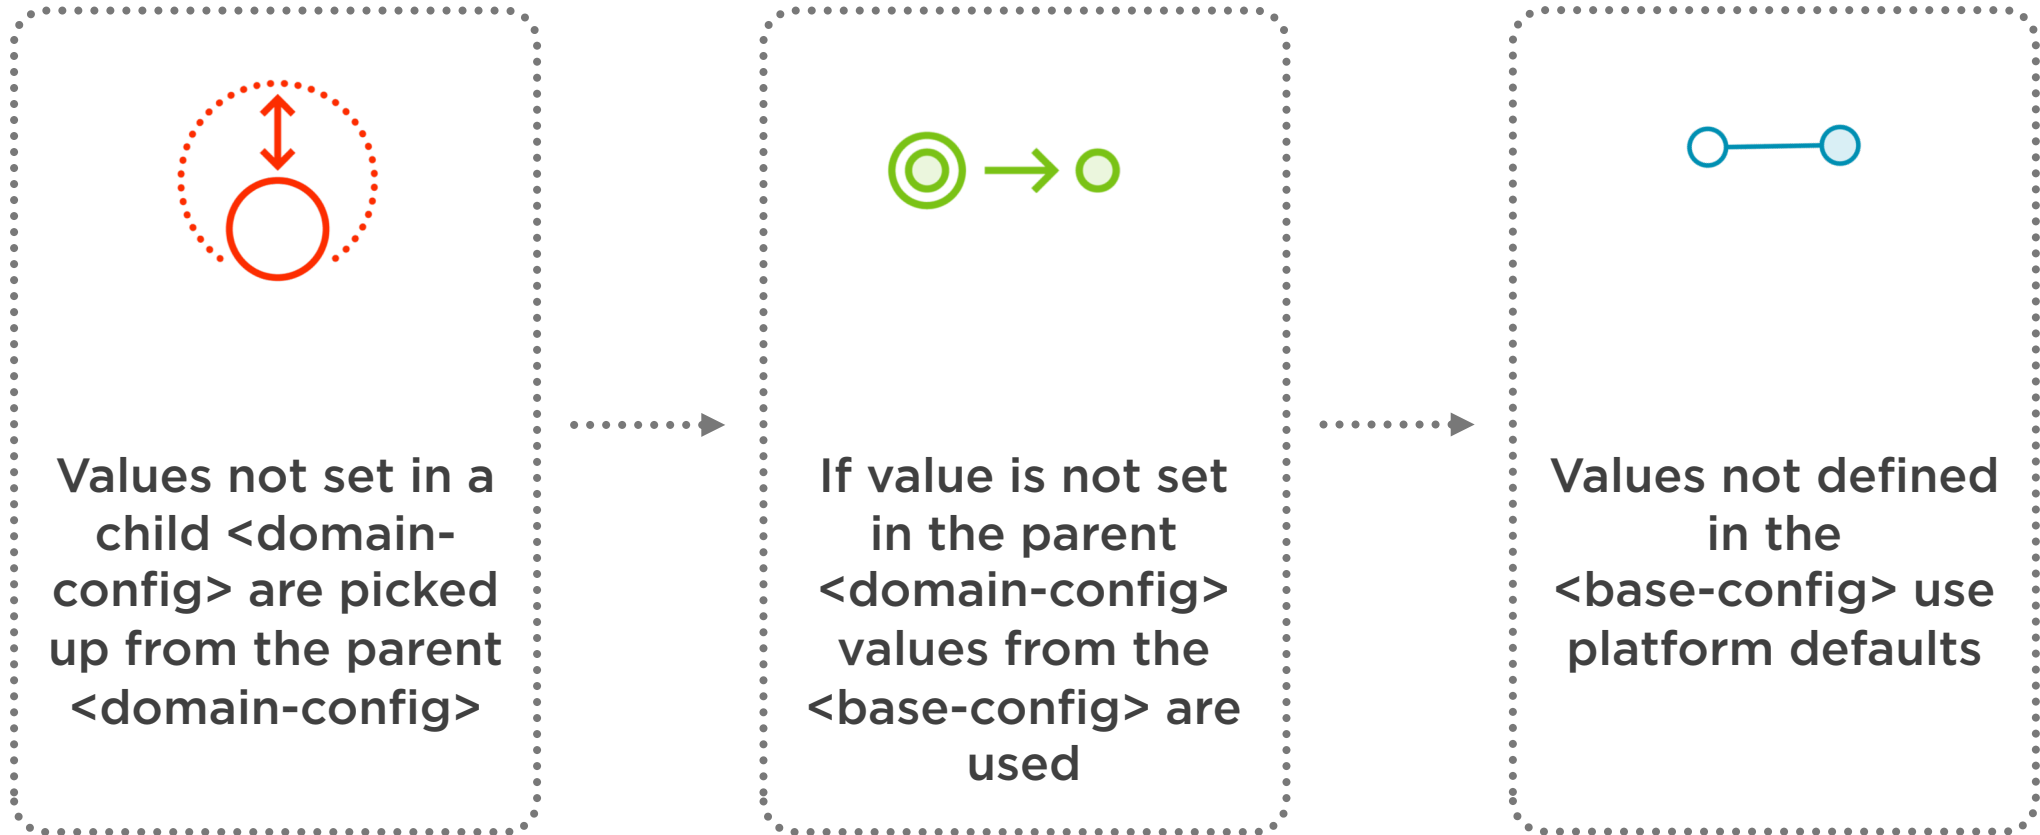 Values not set in a
child <domain-
config> are picked
up from the parent
<domain-config>
If value is not set
in the parent
<domain-config>
values from the
<base-config> are
used
Values not defined
in the
<base-config> use
platform defaults